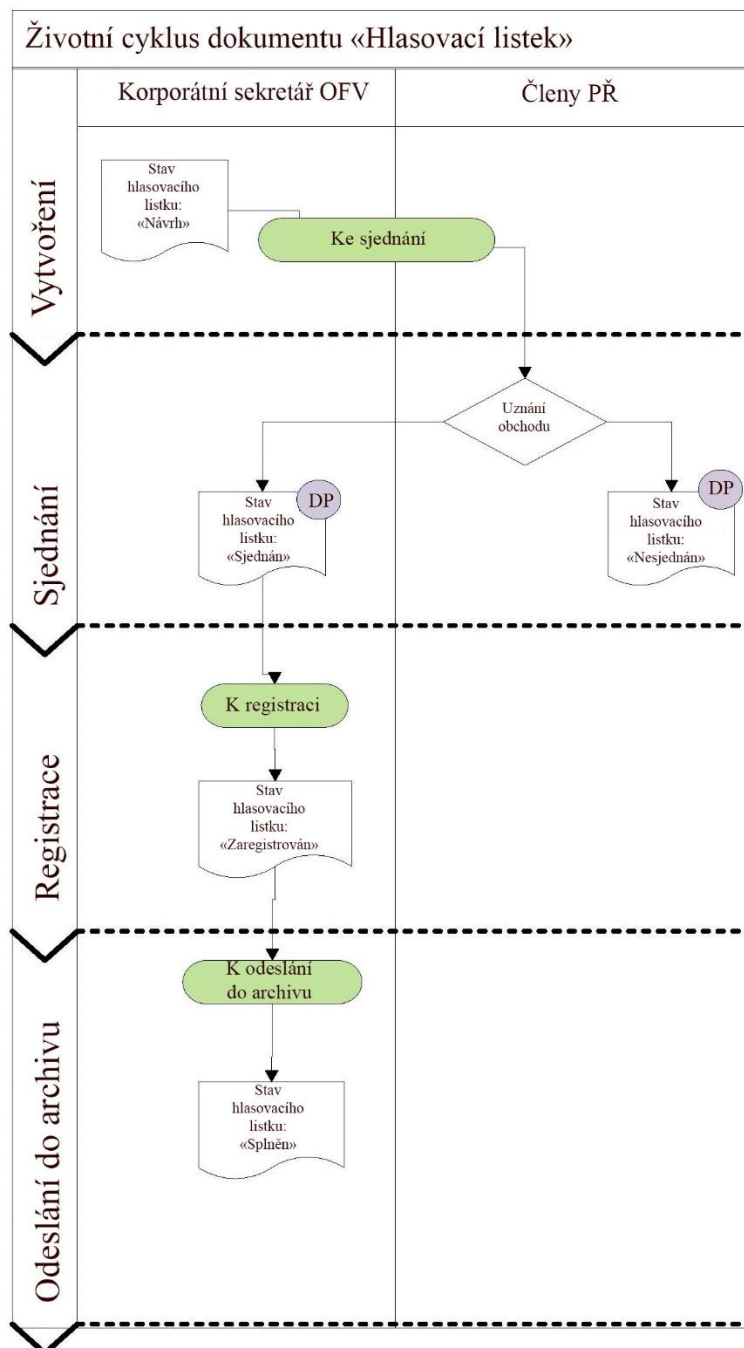 Životní cyklus dokumentu «Hlasovací listek»
Korporátní sekretář OFV
Členy PŘ
Vytvoření
Stav
hlasovacího
listku:
«Návrh»
Ke sjednání
Sjednání
Uznání
obchodu
DP
Stav
hlasovacího
listku:
«Sjednán»
DP
Stav
hlasovacího
listku:
«Nesjednán»
Registrace
K registraci
Stav
hlasovacího
listku:
«Zaregistrován»
Odeslání do archivu
K odeslání
do archivu
Stav
hlasovacího
listku:
«Splněn»